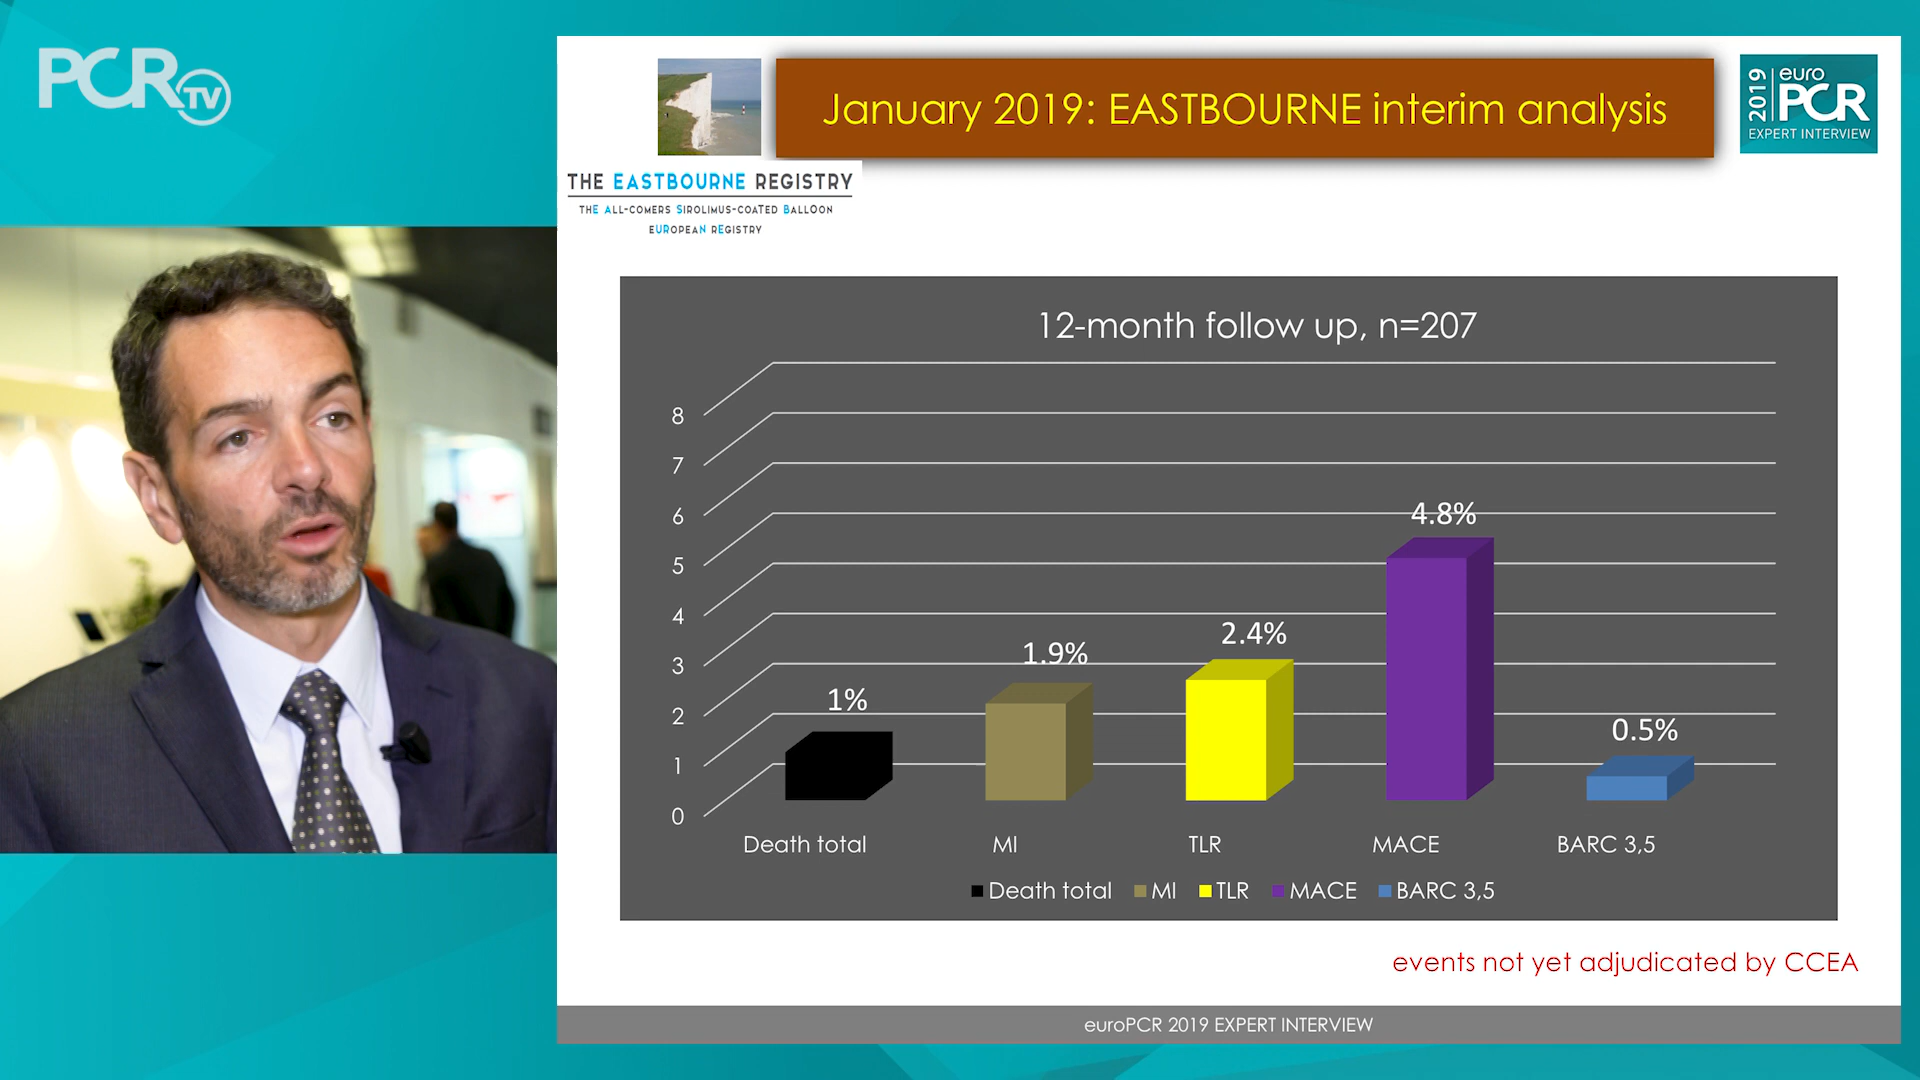 PCR TV
January 2019: EASTBOURNE interim analysis
2019 euro PCR
EXPERT INTERVIEW
THE EASTBOURNE REGISTRY
THE ALL-COMERS SIROLIMUS-COATED BALLOON
EUROPEAN REGISTRY
12-month follow up, n=207
8
7
6
5
4
3
2
1
0
1%
1.9%
2.4%
4.8%
0.5%
Death total MI TLR MACE BARC 3,5
Death total MI TLR MACE BARC 3,5
events not yet adjudicated by CCEA
euroPCR 2019 EXPERT INTERVIEW